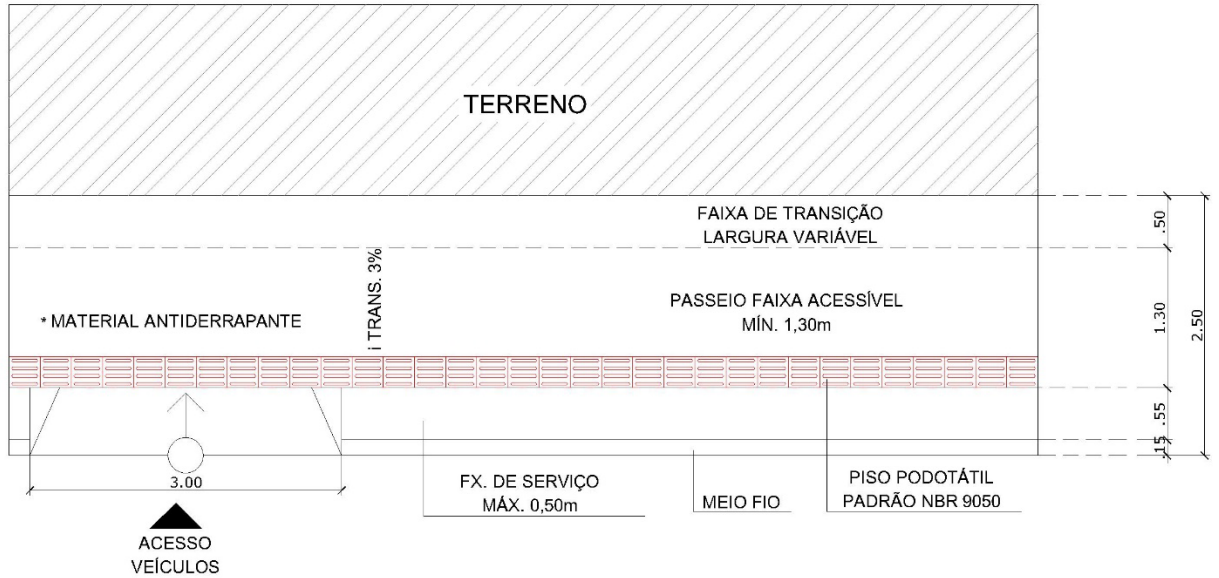 TERRENO
FAIXA DE TRANSIÇÃO
LARGURA VARIÁVEL
.50
i TRANS. 3%
* MATERIAL ANTIDERRAPANTE
PASSEIO FAIXA ACESSÍVEL
MÍN. 1,30m
1.30
2.50
.55
.15
3.00
FX. DE SERVIÇO
MÁX. 0,50m
MEIO FIO
PISO PODOTÁTIL
PADRÃO NBR 9050
ACESSO
VEÍCULOS